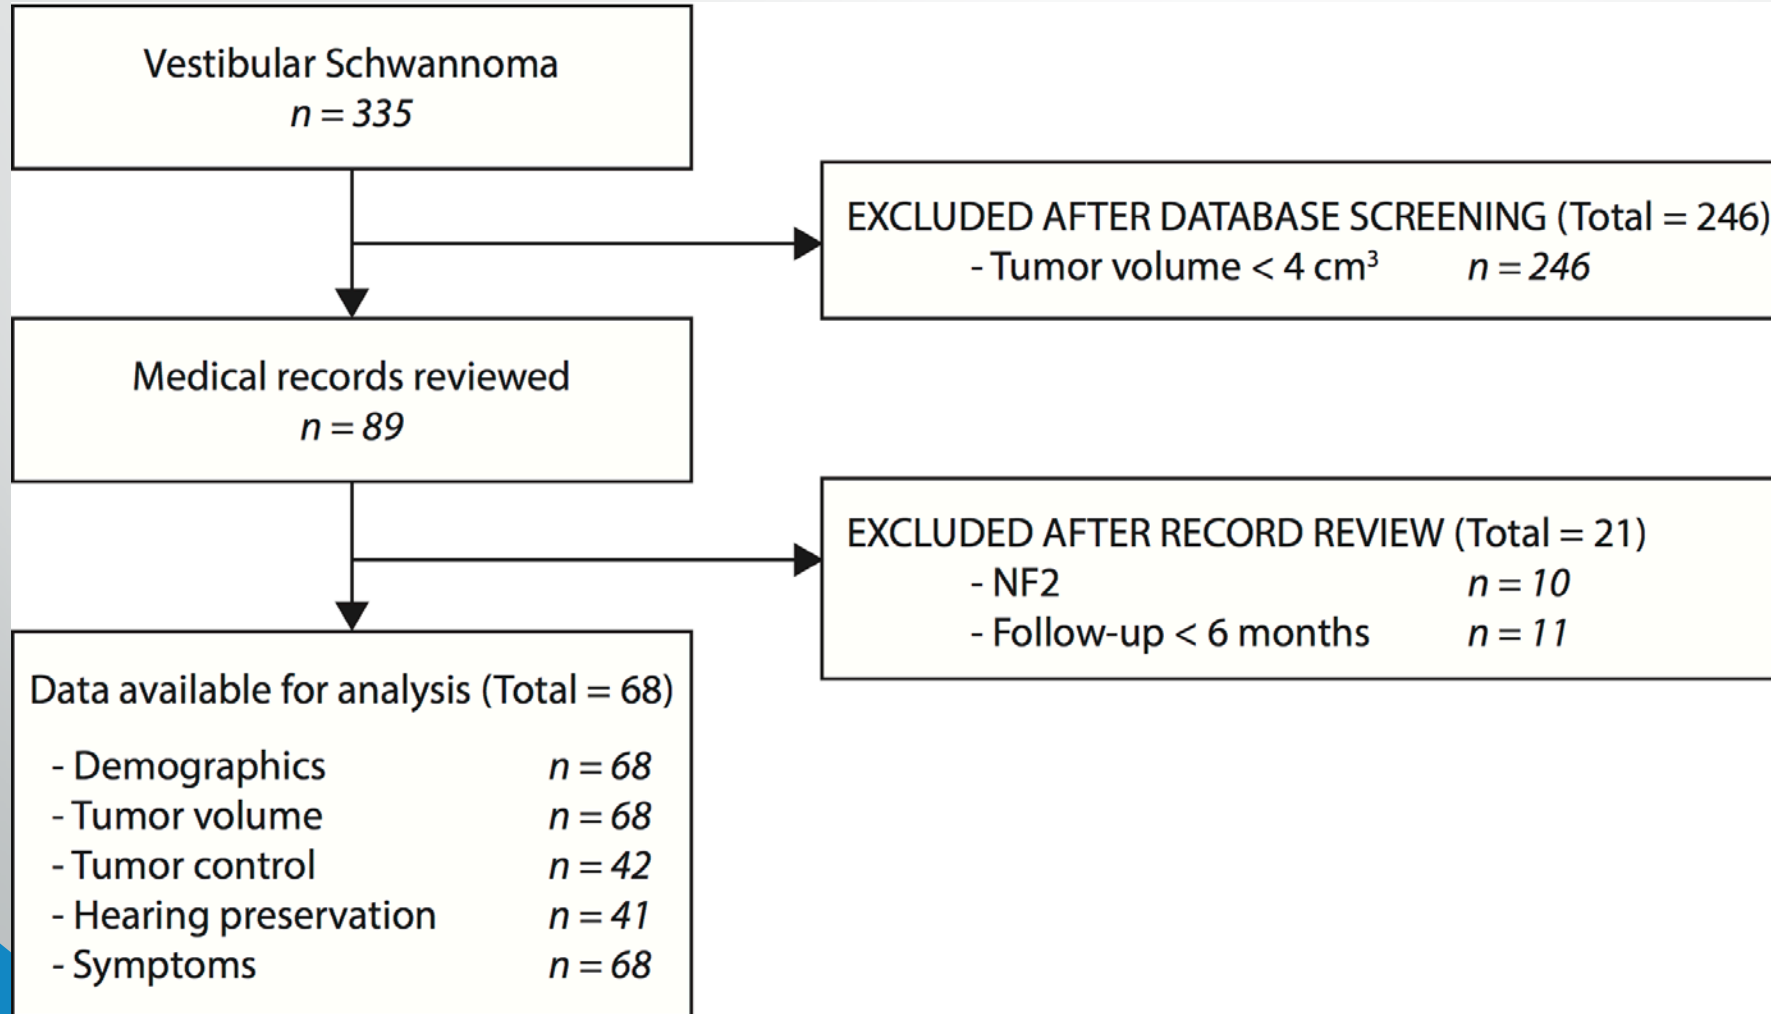 Vestibular Schwannoma
n = 335
EXCLUDED AFTER DATABASE SCREENING (Total = 246)
- Tumor volume < 4 cm³ n = 246
Medical records reviewed
n = 89
EXCLUDED AFTER RECORD REVIEW (Total = 21)
- NF2 n = 10
- Follow-up < 6 months n = 11
Data available for analysis (Total = 68)
- Demographics n = 68
- Tumor volume n = 68
- Tumor control n = 42
- Hearing preservation n = 41
- Symptoms n = 68